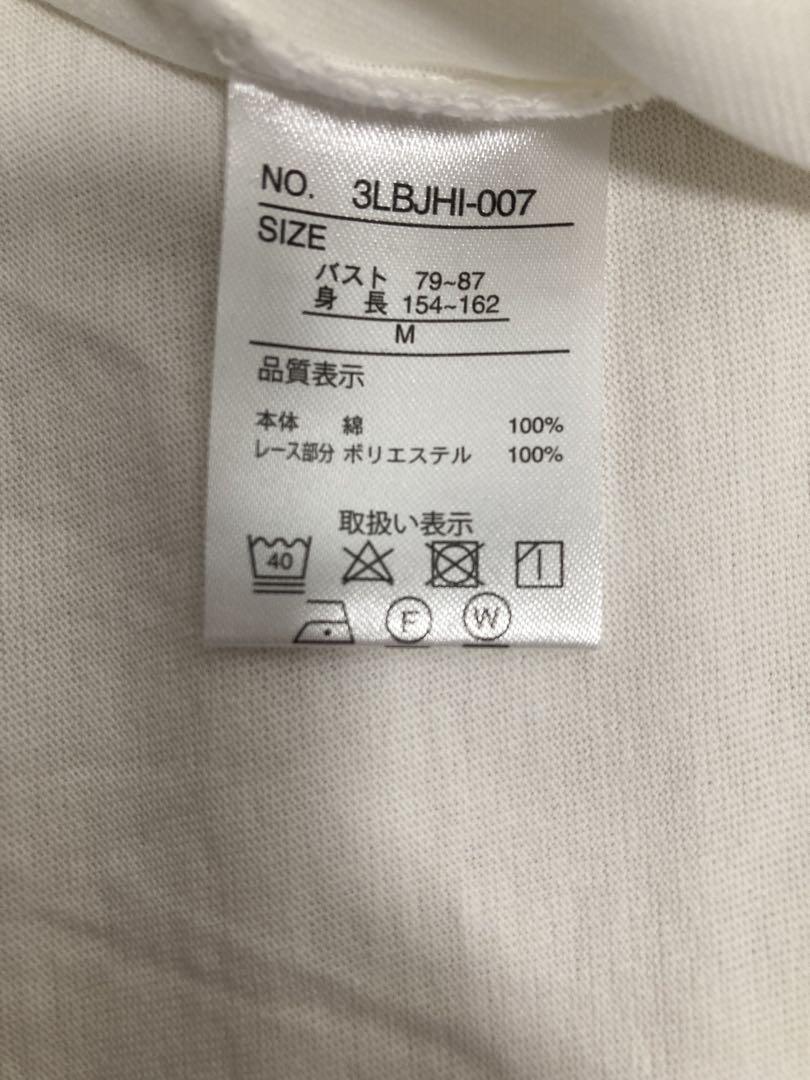 NO. 3LBJHI-007
SIZE
バスト 79~87
身 長 154~162
M
品質表示
本体 綿 100%
レース部分 ポリエステル 100%
取扱い表示
40
F W